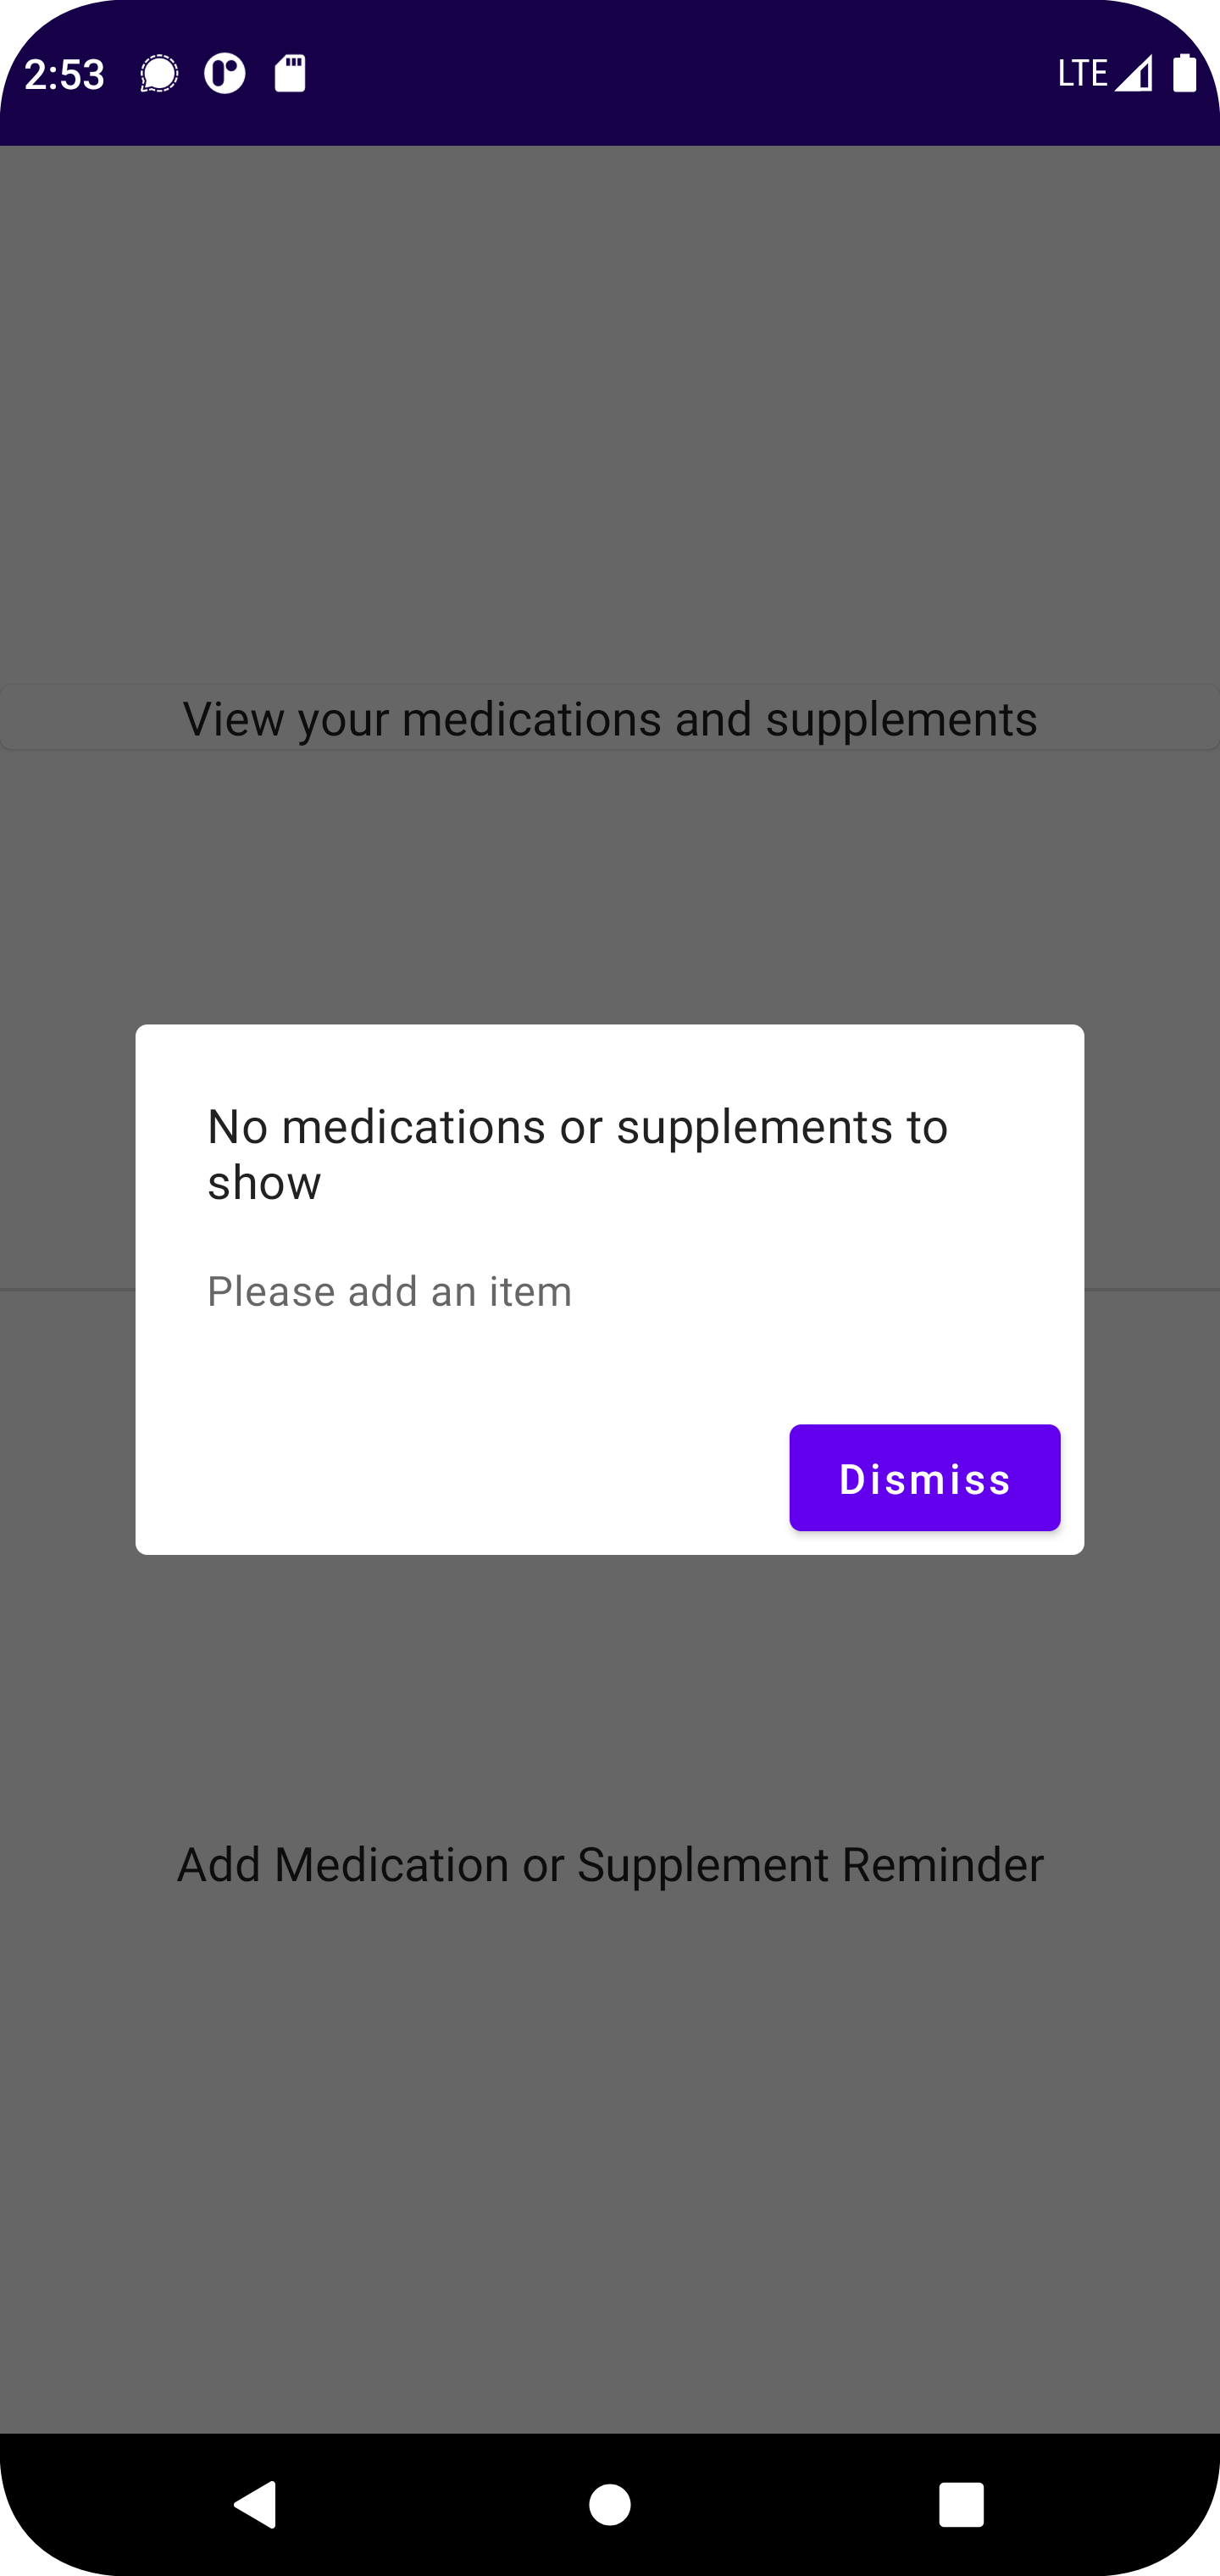 2:53
LTE
View your medications and supplements
No medications or supplements to
show
Please add an item
Dismiss
Add Medication or Supplement Reminder